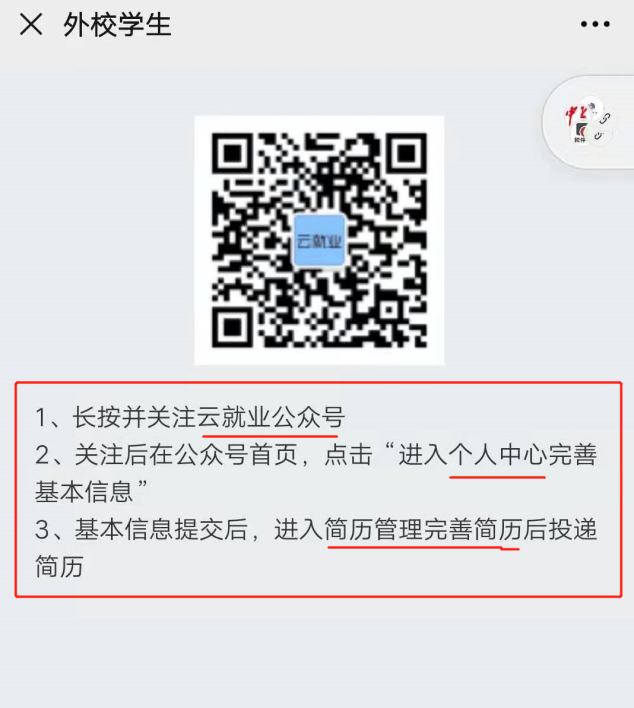 外校学生
云就业
1、长按并关注云就业公众号
2、关注后在公众号首页，点击“进入个人中心完善
基本信息”
3、基本信息提交后，进入简历管理完善简历后投递
简历